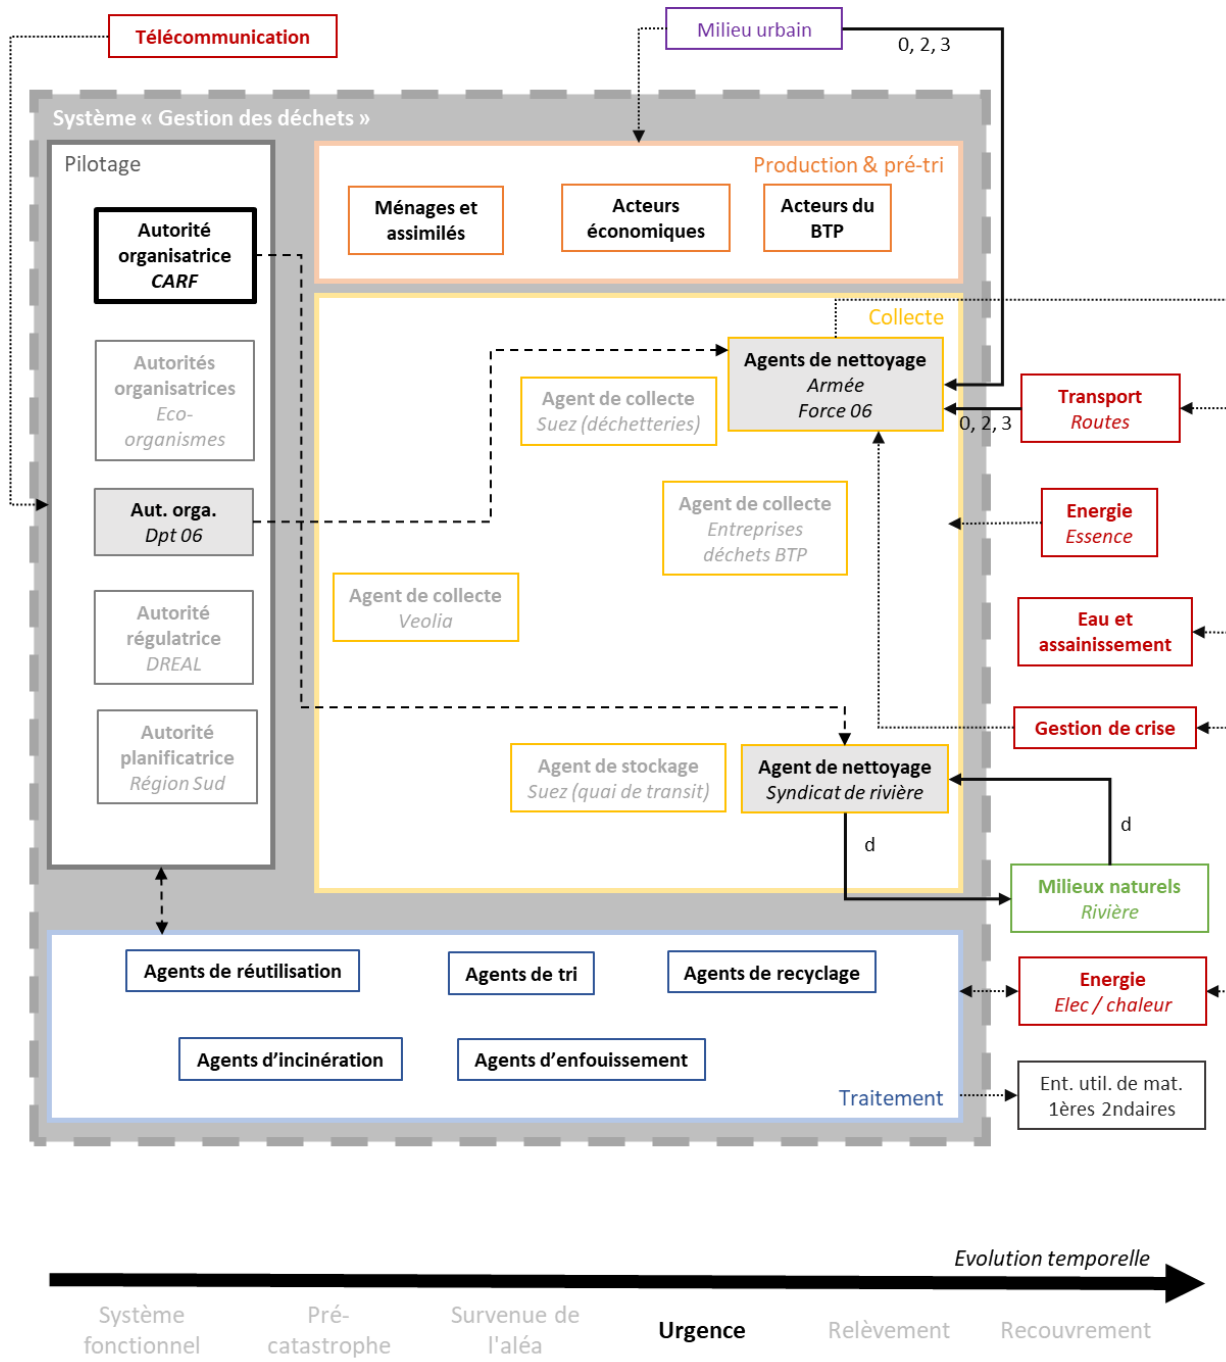 Télécommunication
Milieu urbain
0, 2, 3
Système « Gestion des déchets »
Pilotage
Autorité
organisatrice
CARF
Autorités
organisatrices
Eco-
organismes
Aut. orga.
Dpt 06
Autorité
régulatrice
DREAL
Autorité
planificatrice
Région Sud
Production & pré-tri
Ménages et
assimilés
Acteurs
économiques
Acteurs du
BTP
Collecte
Agents de nettoyage
Armée
Force 06
Agent de collecte
Suez (déchetteries)
Agent de collecte
Entreprises
déchets BTP
Agent de collecte
Veolia
Agent de stockage
Suez (quai de transit)
Agent de nettoyage
Syndicat de rivière
d
Transport
Routes
0, 2, 3
Energie
Essence
Eau et
assainissement
Gestion de crise
d
Milieux naturels
Rivière
Agents de réutilisation
Agents de tri
Agents de recyclage
Agents d'incinération
Agents d'enfouissement
Traitement
Energie
Elec / chaleur
Ent. util. de mat.
1ères 2ndaires
Evolution temporelle
Système
fonctionnel
Pré-
catastrophe
Survenue de
l'aléa
Urgence
Relèvement
Recouvrement